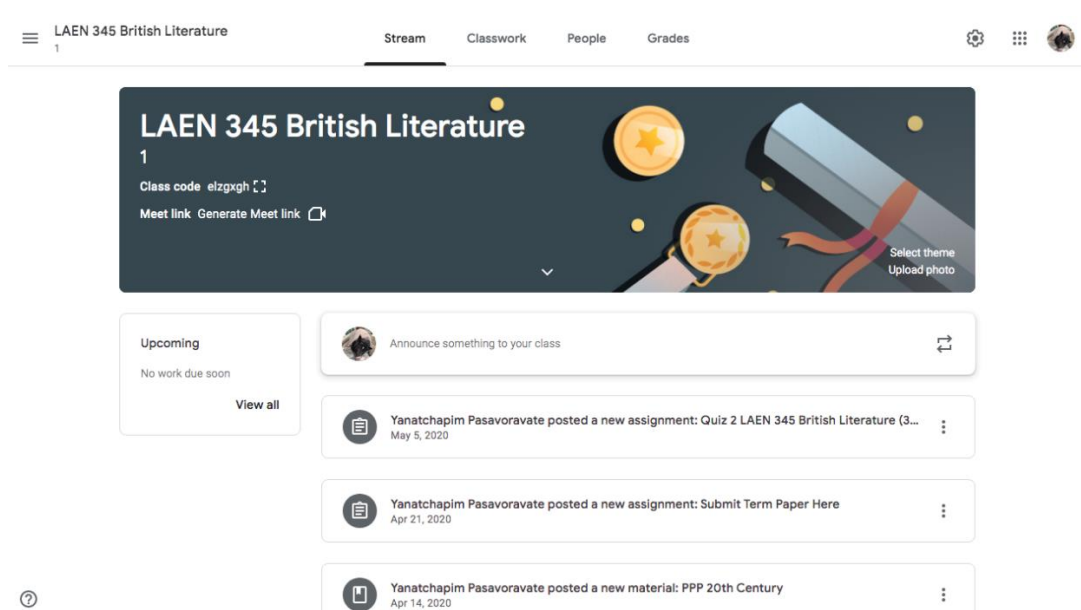 LAEN 345 British Literature
1
Stream
Classwork
People
Grades
LAEN 345 British Literature
1
Class code elzgxgh
Meet link Generate Meet link
Select theme
Upload photo
Upcoming
No work due soon
View all
Announce something to your class
Yanatchapim Pasavoravate posted a new assignment: Quiz 2 LAEN 345 British Literature (3...
May 5, 2020
Yanatchapim Pasavoravate posted a new assignment: Submit Term Paper Here
Apr 21, 2020
Yanatchapim Pasavoravate posted a new material: PPP 20th Century
Apr 14, 2020